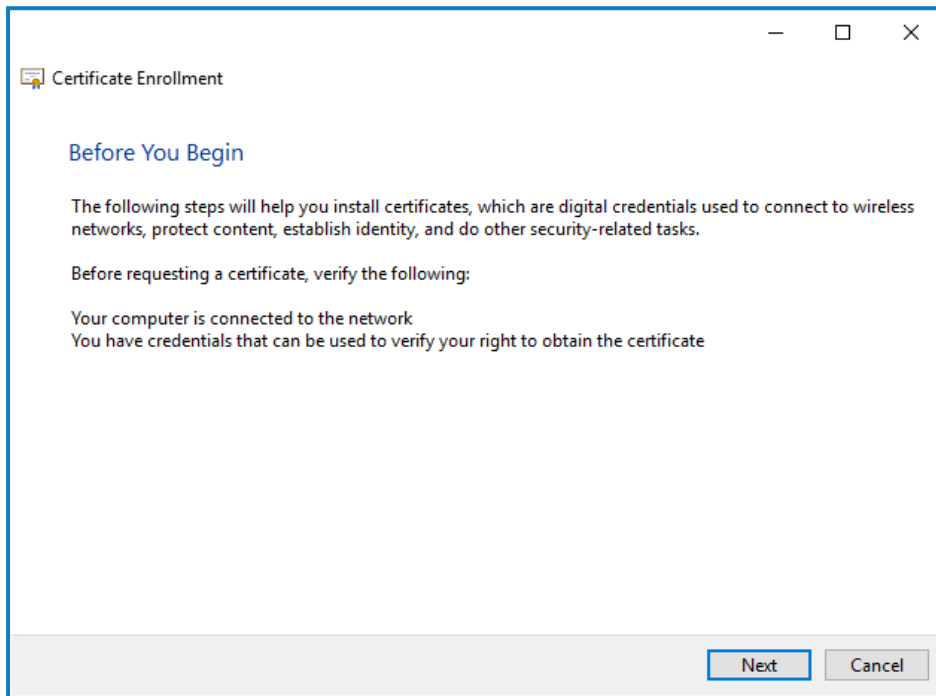 Certificate Enrollment
Before You Begin
The following steps will help you install certificates, which are digital credentials used to connect to wireless
networks, protect content, establish identity, and do other security-related tasks.
Before requesting a certificate, verify the following:
Your computer is connected to the network
You have credentials that can be used to verify your right to obtain the certificate
Next Cancel